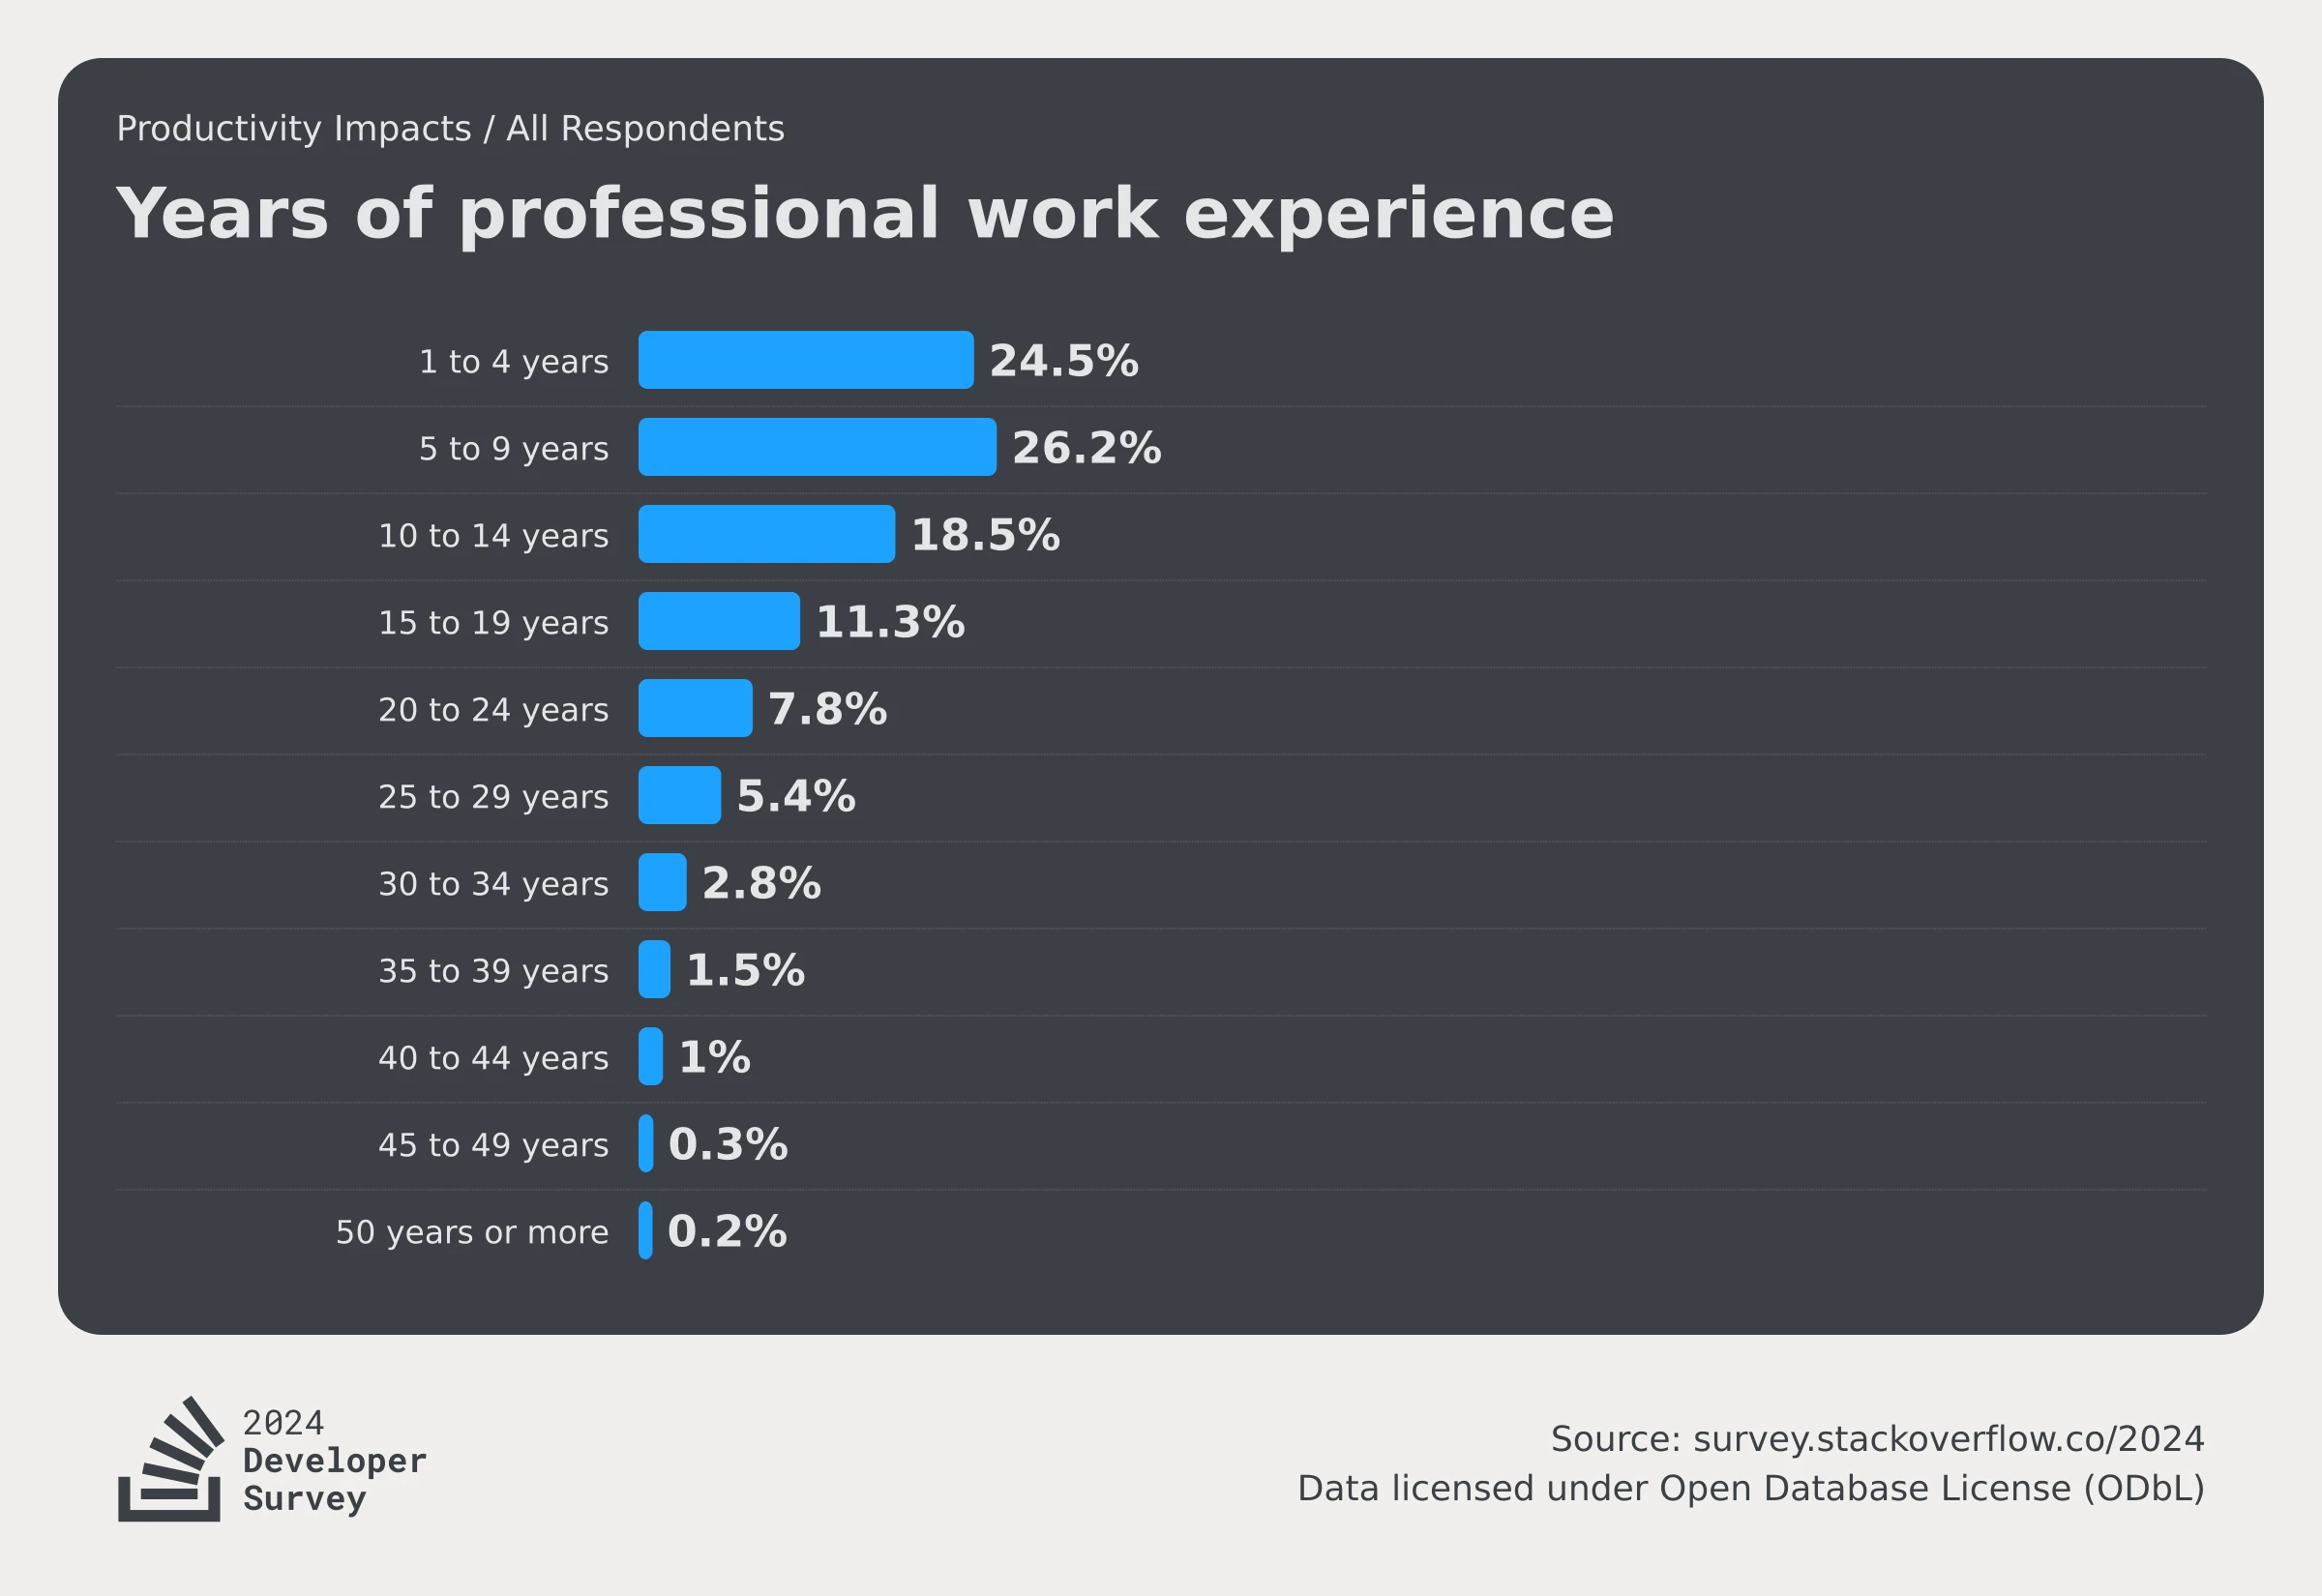 Productivity Impacts / All Respondents
Years of professional work experience
1 to 4 years 24.5%
5 to 9 years 26.2%
10 to 14 years 18.5%
15 to 19 years 11.3%
20 to 24 years 7.8%
25 to 29 years 5.4%
30 to 34 years 2.8%
35 to 39 years 1.5%
40 to 44 years 1%
45 to 49 years 0.3%
50 years or more 0.2%
2024
Developer
Survey
Source: survey.stackoverflow.co/2024
Data licensed under Open Database License (ODbL)